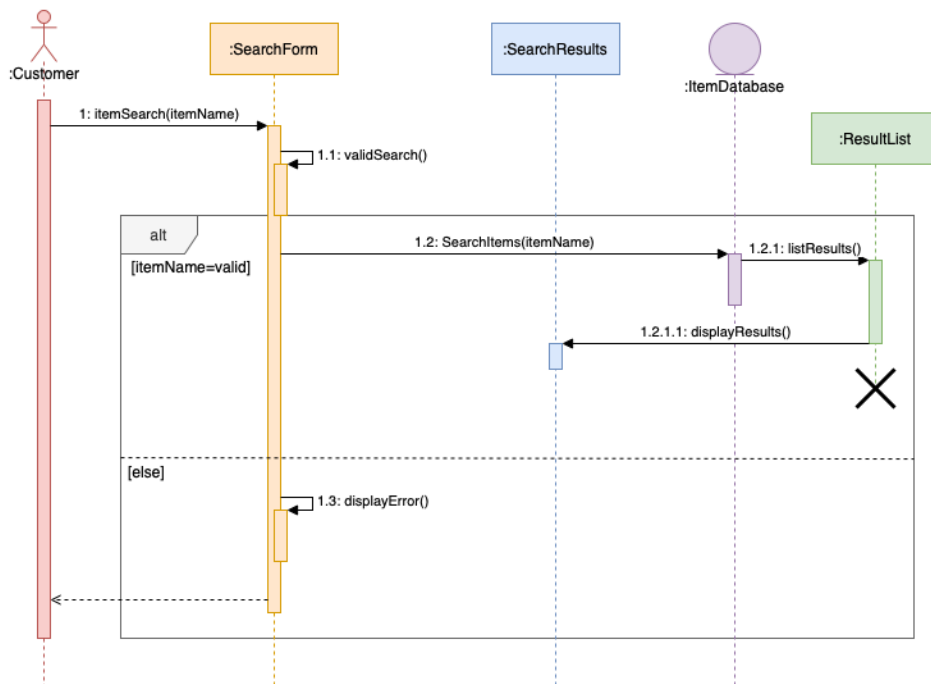 :Customer
:SearchForm
:SearchResults
:ItemDatabase
:ResultList
1: itemSearch(itemName)
1.1: validSearch()
alt
[itemName=valid]
1.2: SearchItems(itemName)
1.2.1: listResults()
1.2.1.1: displayResults()
[else]
1.3: displayError()